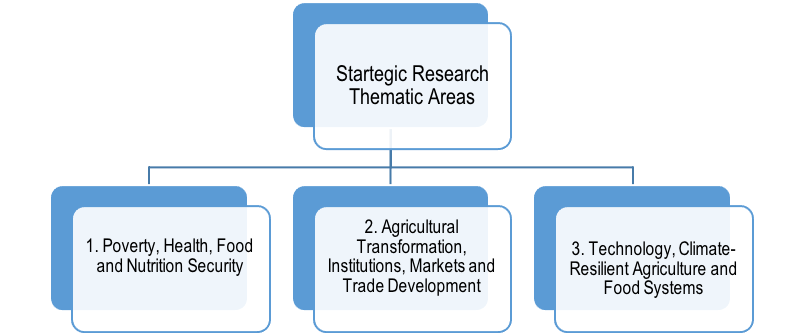 Startegic Research
Thematic Areas
1. Poverty, Health, Food
and Nutrition Security
2. Agricultural
Transformation,
Institutions, Markets and
Trade Development
3. Technology, Climate-
Resilient Agriculture and
Food Systems